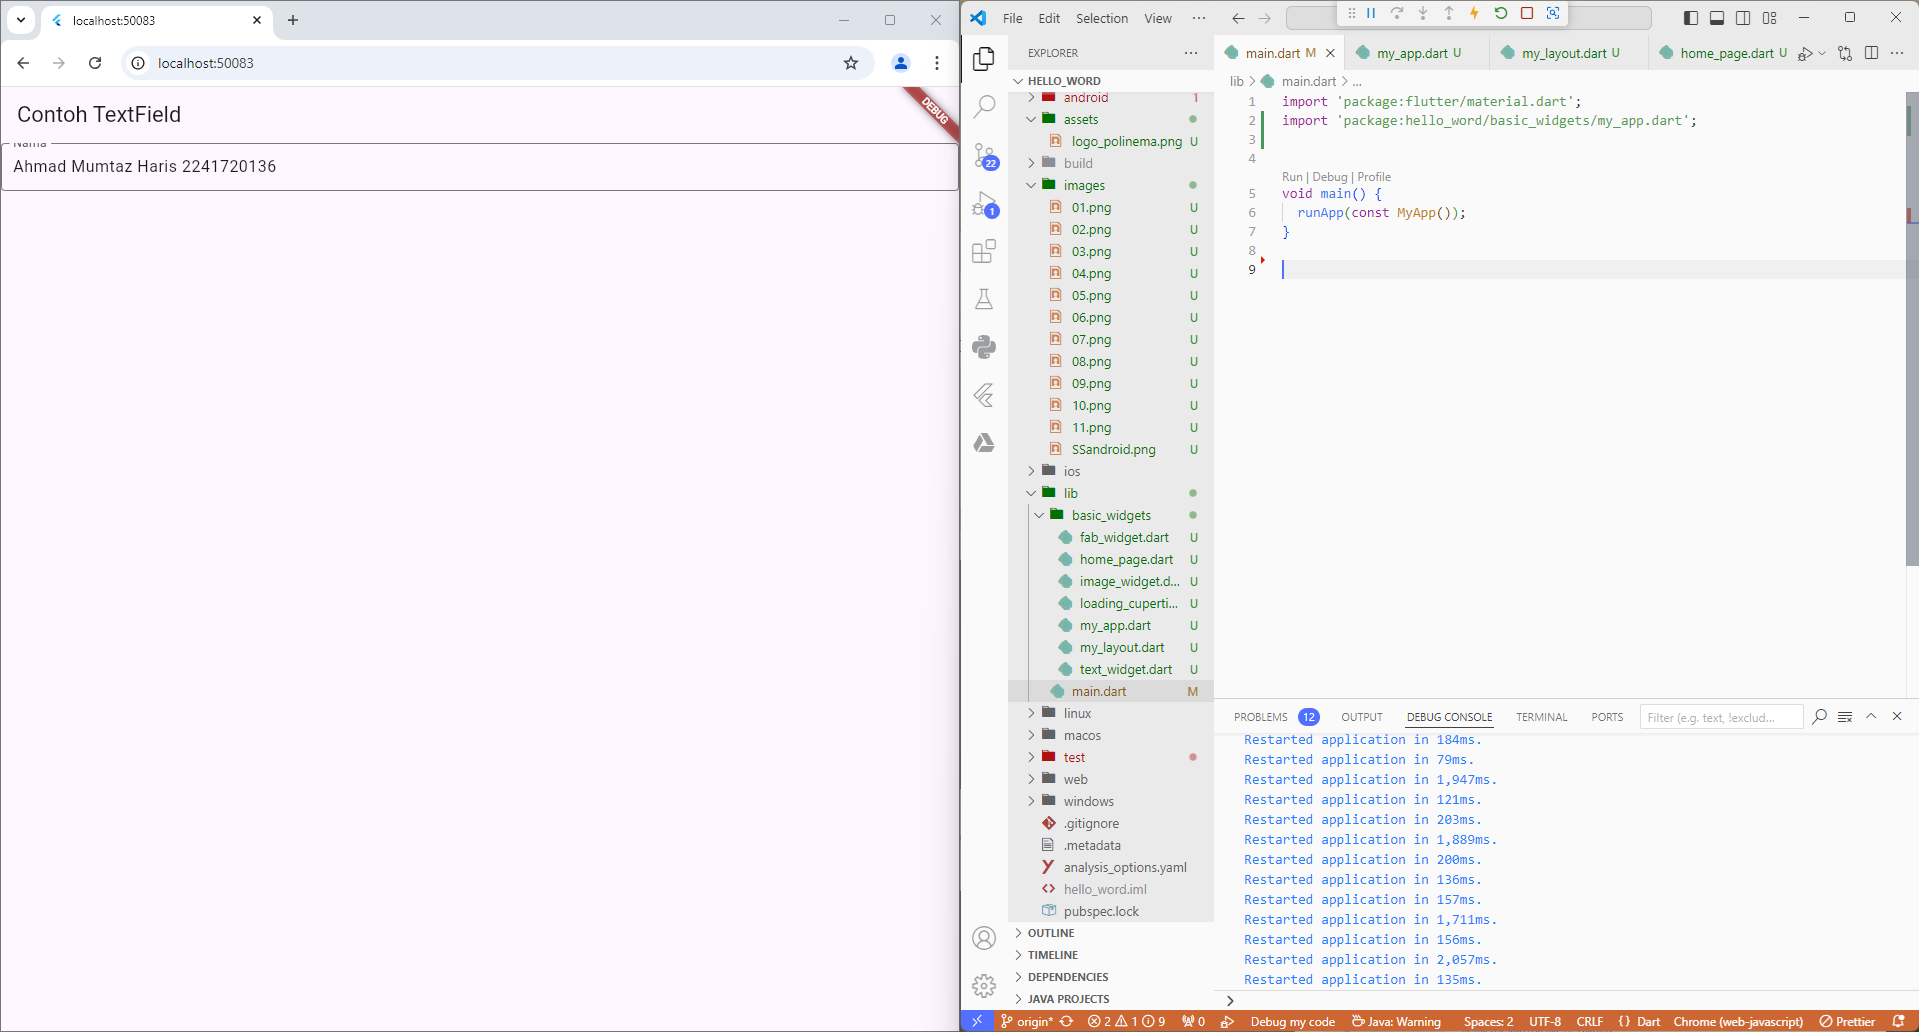 localhost:50083
localhost:50083
Contoh TextField
DEBUG
Nama
Ahmad Mumtaz Haris 2241720136
File Edit Selection View ...
EXPLORER
HELLO_WORD
android 1
assets
logo_polinema.png U
build
images
01.png U
02.png U
03.png U
04.png U
05.png U
06.png U
07.png U
08.png U
09.png U
10.png U
11.png U
SSandroid.png U
ios
lib
basic_widgets
fab_widget.dart U
home_page.dart U
image_widget.d... U
loading_cuperti... U
my_app.dart U
my_layout.dart U
text_widget.dart U
main.dart M
linux
macos
test
web
windows
.gitignore
.metadata
analysis_options.yaml
hello_word.iml
pubspec.lock
OUTLINE
TIMELINE
DEPENDENCIES
JAVA PROJECTS
22
1
main.dart M my_app.dart U my_layout.dart U home_page.dart U
lib > main.dart > ...
1 import 'package:flutter/material.dart';
2 import 'package:hello_word/basic_widgets/my_app.dart';
3
4
Run | Debug | Profile
5 void main() {
6 runApp(const MyApp());
7 }
8
9
PROBLEMS 12 OUTPUT DEBUG CONSOLE TERMINAL PORTS Filter (e.g. text, !exclud...
Restarted application in 184ms.
Restarted application in 79ms.
Restarted application in 1,947ms.
Restarted application in 121ms.
Restarted application in 203ms.
Restarted application in 1,889ms.
Restarted application in 200ms.
Restarted application in 136ms.
Restarted application in 157ms.
Restarted application in 1,711ms.
Restarted application in 156ms.
Restarted application in 2,057ms.
Restarted application in 135ms.
origin* 2 1 9 0 Debug my code Java: Warning Spaces: 2 UTF-8 CRLF {} Dart Chrome (web-javascript) Prettier